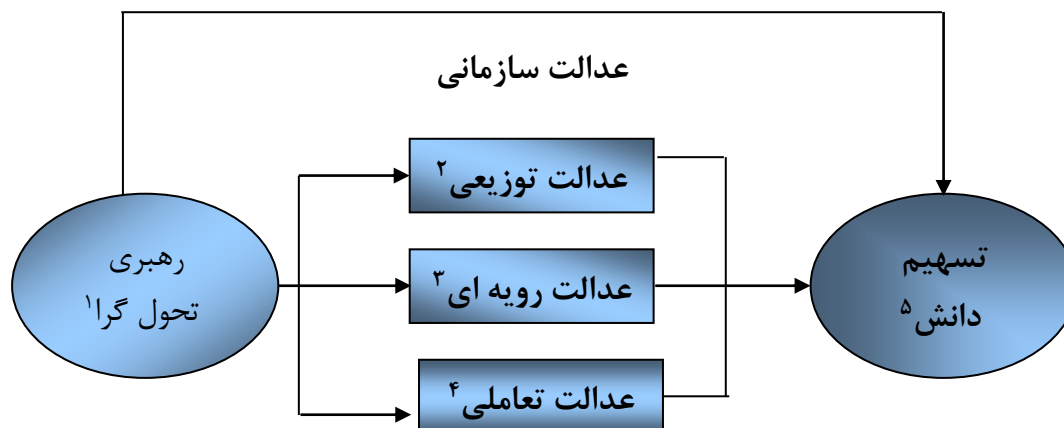 عدالت سازمانی
عدالت توزیعی۲
رهبری
تحول گرا۱
عدالت رویه ای۳
تسهیم
دانش۵
عدالت تعاملی۴